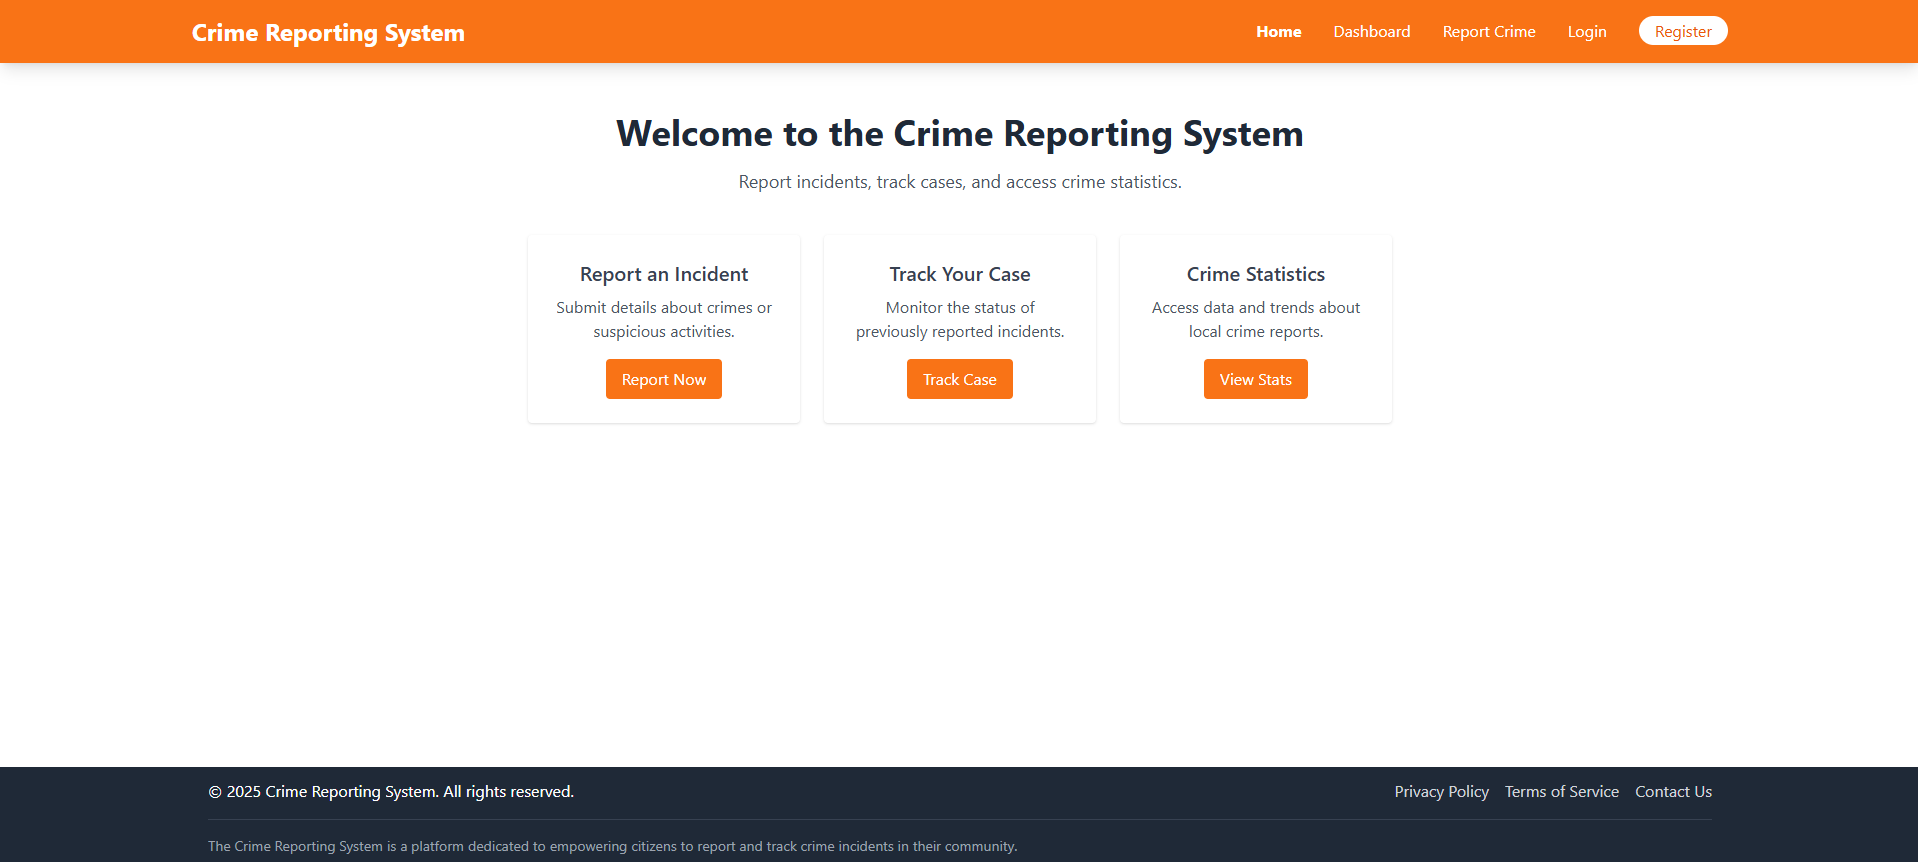 Crime Reporting System
Home
Dashboard
Report Crime
Login
Register
Welcome to the Crime Reporting System
Report incidents, track cases, and access crime statistics.
Report an Incident
Submit details about crimes or
suspicious activities.
Report Now
Track Your Case
Monitor the status of
previously reported incidents.
Track Case
Crime Statistics
Access data and trends about
local crime reports.
View Stats
© 2025 Crime Reporting System. All rights reserved.
Privacy Policy
Terms of Service
Contact Us
The Crime Reporting System is a platform dedicated to empowering citizens to report and track crime incidents in their community.